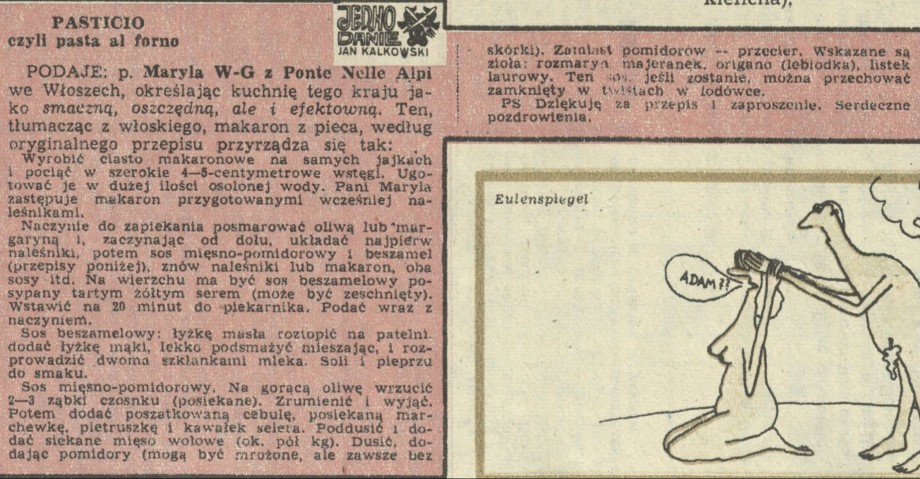 PASTICIO
czyli pasta al forno
JEDNO
DANIE
JAN KALKOWSKI
PODAJE: p. Maryla W-G z Ponte Nelle Alpi
we Włoszech, określając kuchnię tego kraju ja-
ko smaczną, oszczędną, ale i efektowną. Ten,
tłumacząc z włoskiego, makaron z pieca, według
oryginalnego przepisu przyrządza się tak:
Wyrobić ciasto makaronowe na samych jajkach
i pociąć w szerokie 4—5-centymetrowe wstęgi. Ugo-
tować je w dużej ilości osolonej wody. Pani Maryla
zastępuje makaron przygotowanymi wcześniej na-
leśnikami.
Naczynie do zapiekania posmarować oliwą lub mar-
garyną i, zaczynając od dołu, układać najpierw
naleśniki, potem sos mięsno-pomidorowy i beszamel
(przepisy poniżej), znów naleśniki lub makaron, oba
sosy itd. Na wierzchu ma być sos beszamelowy po-
sypany tartym żółtym serem (może być zeschnięty).
Wstawić na 20 minut do piekarnika. Podać wraz z
naczyniem.
Sos beszamelowy: łyżkę masła roztopić na patelni.
dodać łyżkę mąki, lekko podsmażyć mieszając, i roz-
prowadzić dwoma szklankami mleka. Soli i pieprzu
do smaku.
Sos mięsno-pomidorowy. Na gorącą oliwę wrzucić
2—3 ząbki czosnku (posiekane). Zrumienić i wyjąć.
Potem dodać poszatkowaną cebulę, posiekaną mar-
chewkę, pietruszkę i kawałek selera. Poddusić i do-
dać siekane mięso wołowe (ok. pół kg). Dusić, do-
dając pomidory (mogą być mrożone, ale zawsze bez
skórki). Zamiast pomidorów — przecier. Wskazane są
zioła: rozmaryn majeranek, origano (lebiodka), listek
laurowy. Ten sos, jeśli zostanie, można przechować
zamknięty w twistach w lodówce.
PS Dziękuję za przepis i zaproszenie. Serdeczne
pozdrowienia.
Eulenspiegel
ADAM??